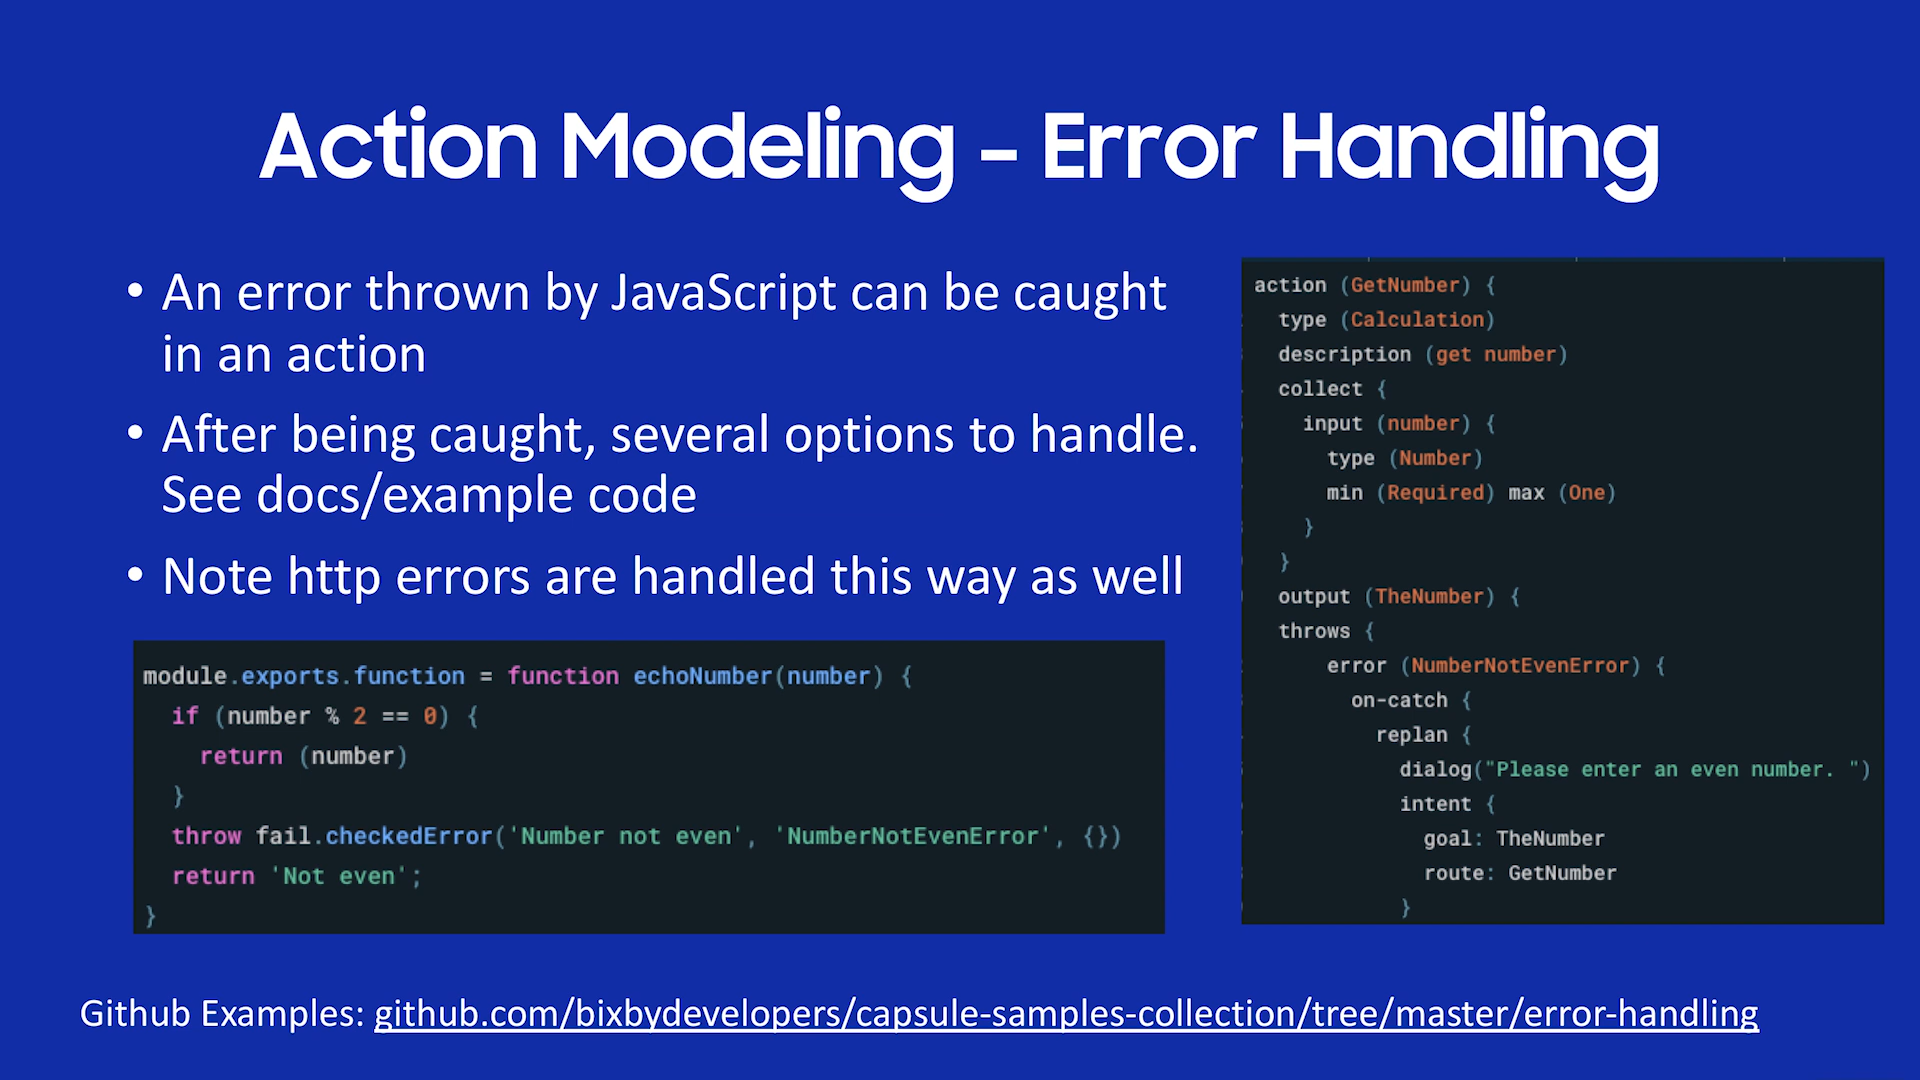 Action Modeling – Error Handling
• An error thrown by JavaScript can be caught
in an action
• After being caught, several options to handle.
See docs/example code
• Note http errors are handled this way as well
module.exports.function = function echoNumber(number) {
  if (number % 2 == 0) {
    return (number)
  }
  throw fail.checkedError('Number not even', 'NumberNotEvenError', {})
  return 'Not even';
}
action (GetNumber) {
  type (Calculation)
  description (get number)
  collect {
    input (number) {
      type (Number)
      min (Required) max (One)
    }
  }
  output (TheNumber) {
  throws {
      error (NumberNotEvenError) {
        on-catch {
          replan {
            dialog("Please enter an even number. ")
            intent {
              goal: TheNumber
              route: GetNumber
            }
Github Examples: github.com/bixbydevelopers/capsule-samples-collection/tree/master/error-handling